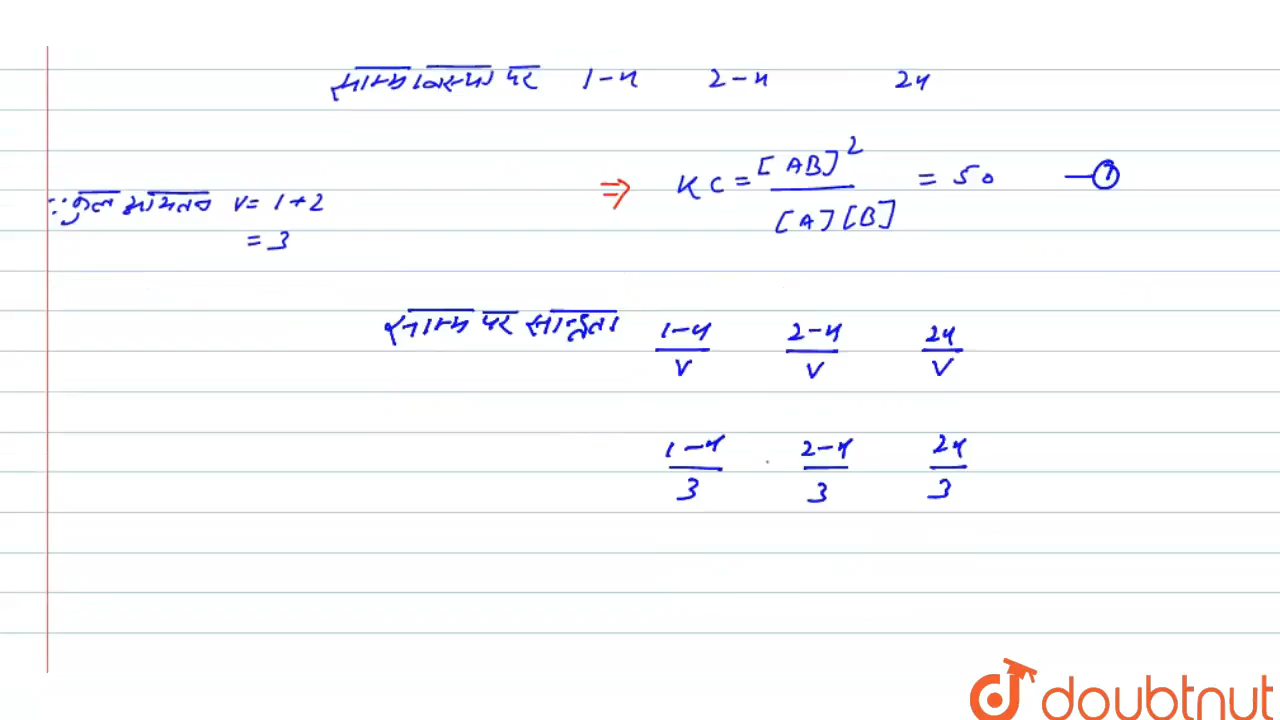 साम्यावस्था पर 1-x 2-x 2x
⇒ KC = [AB]² / [A][B] = 50 —①
∵ कुल आयतन V = 1+2
= 3
साम्य पर सान्द्रता 1-x/V 2-x/V 2x/V
1-x/3 2-x/3 2x/3
doubtnut